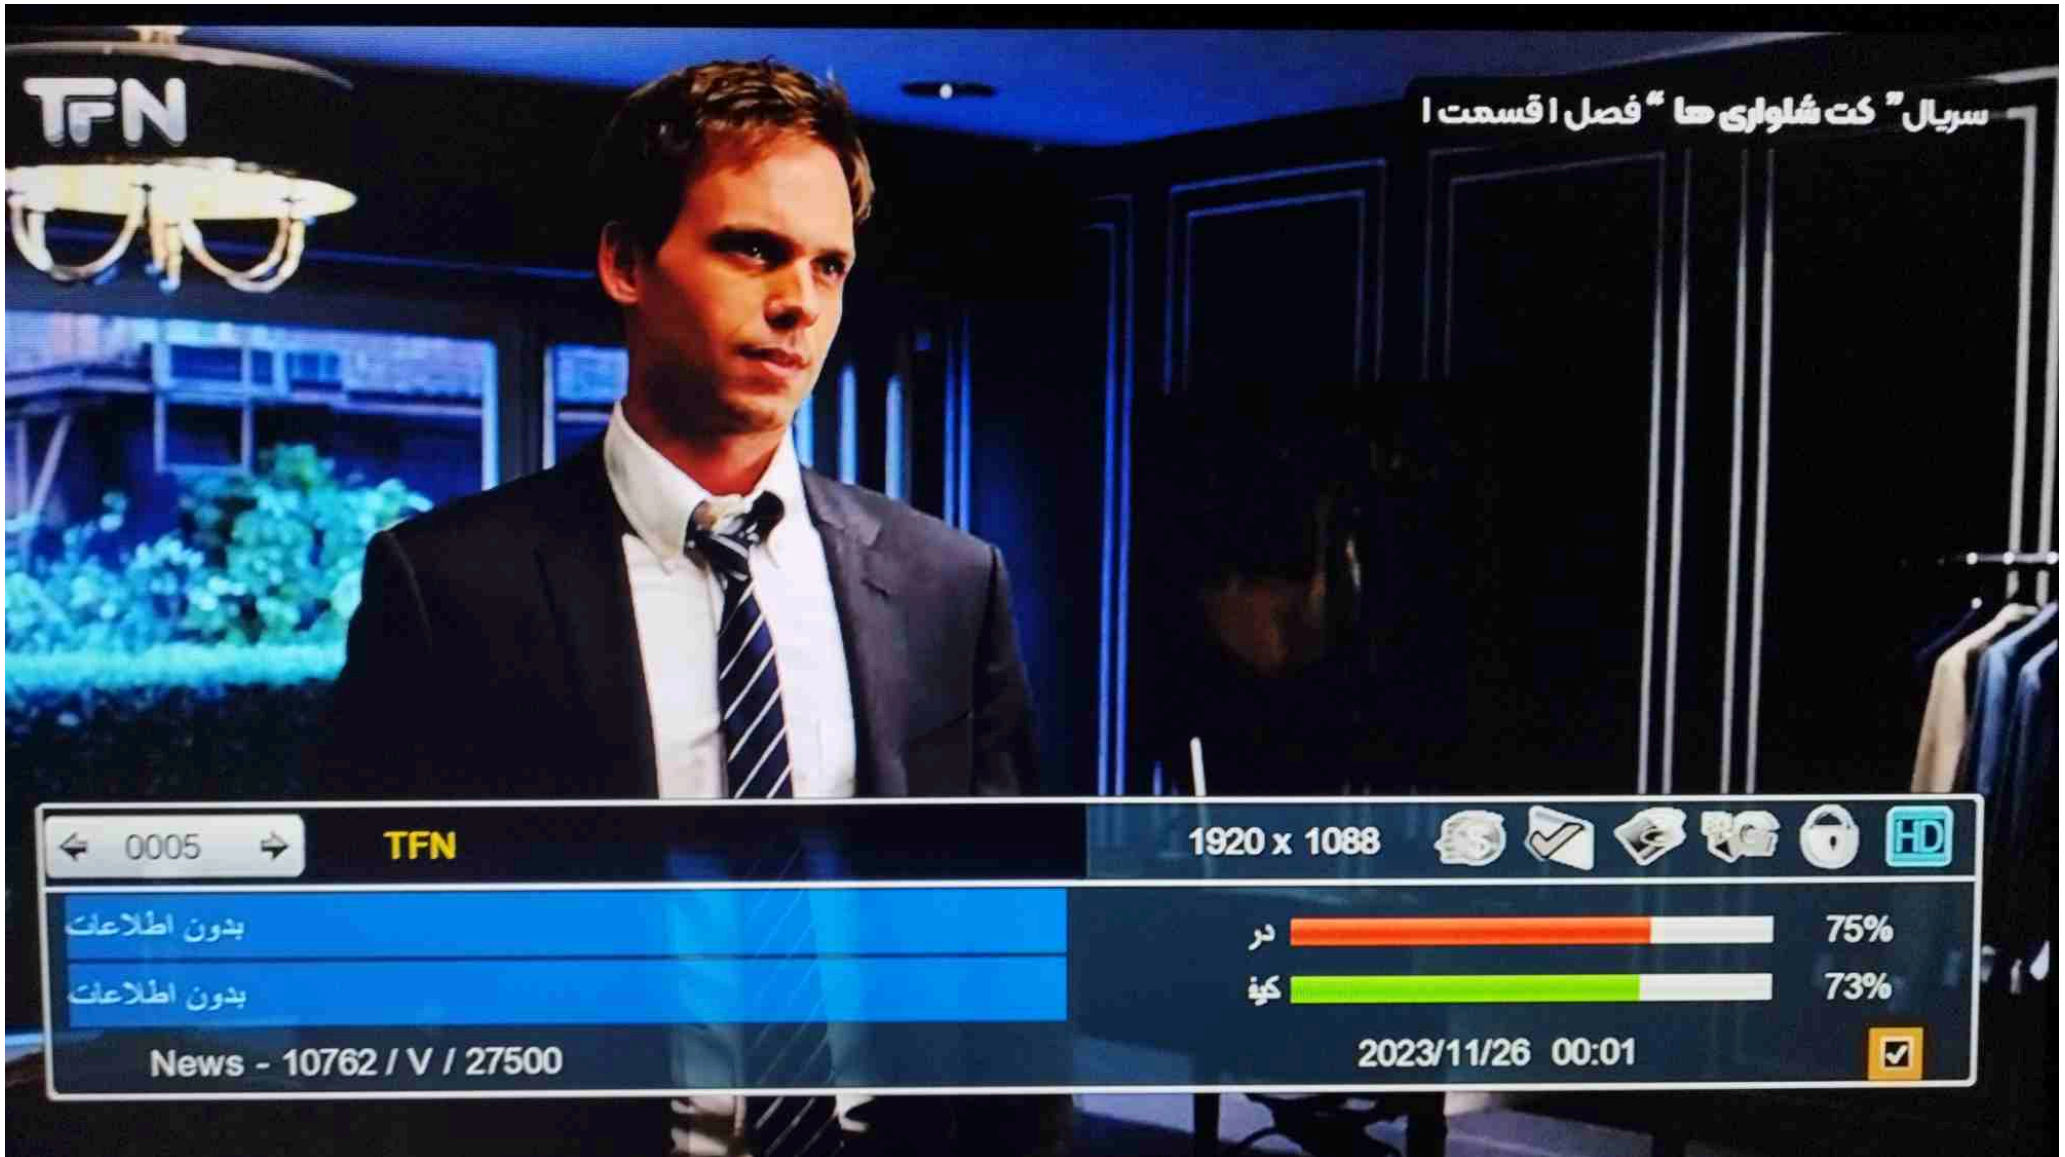 TFN
سریال” کت شلواری ها “ فصل ۱ قسمت ۱
0005
TFN
1920 x 1088
HD
بدون اطلاعات
در
75%
بدون اطلاعات
کیف
73%
News - 10762 / V / 27500
2023/11/26 00:01